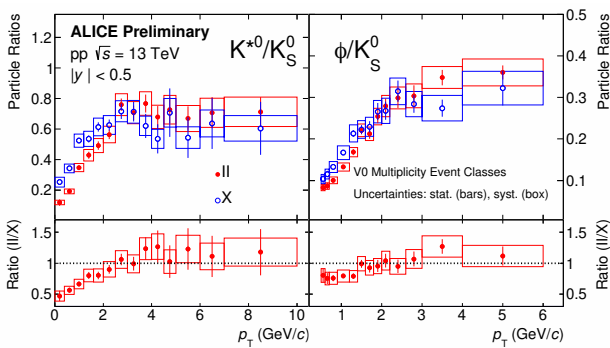 ALICE Preliminary
pp √s = 13 TeV
|y| < 0.5
K*0/K0S
ϕ/K0S
Particle Ratios
1.2
1
0.8
0.6
0.4
0.2
II
X
V0 Multiplicity Event Classes
Uncertainties: stat. (bars), syst. (box)
0.5
0.4
0.3
0.2
0.1
Particle Ratios
Ratio (II/X)
1.5
1
0.5
1.5
1
0.5
Ratio (II/X)
0 2 4 6 8 10
pT (GeV/c)
1 2 3 4 5 6
pT (GeV/c)